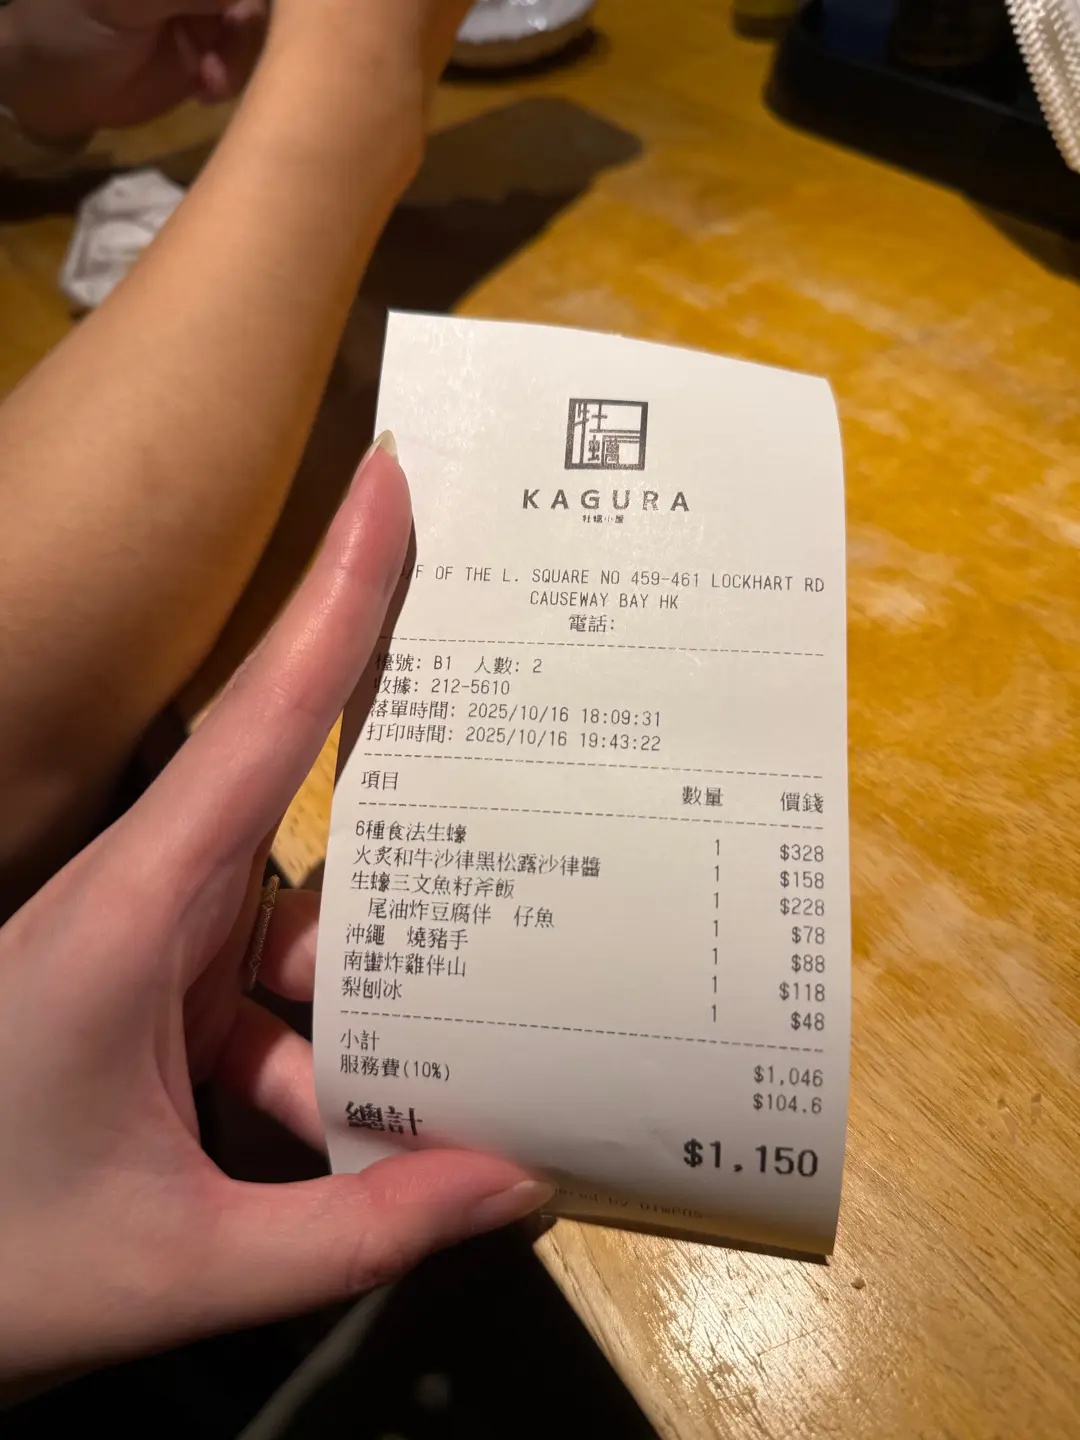 牡蠣
KAGURA
牡蠣小屋
/F OF THE L. SQUARE NO 459-461 LOCKHART RD
CAUSEWAY BAY HK
電話:
檯號: B1 人數: 2
收據: 212-5610
落單時間: 2025/10/16 18:09:31
打印時間: 2025/10/16 19:43:22
項目 數量 價錢
6種食法生蠔 1 $328
火炙和牛沙律黑松露沙律醬 1 $158
生蠔三文魚籽斧飯 1 $228
尾油炸豆腐伴 仔魚 1 $78
沖繩 燒豬手 1 $88
南蠻炸雞伴山 1 $118
梨刨冰 1 $48
小計 $1,046
服務費(10%) $104.6
總計 $1,150
by